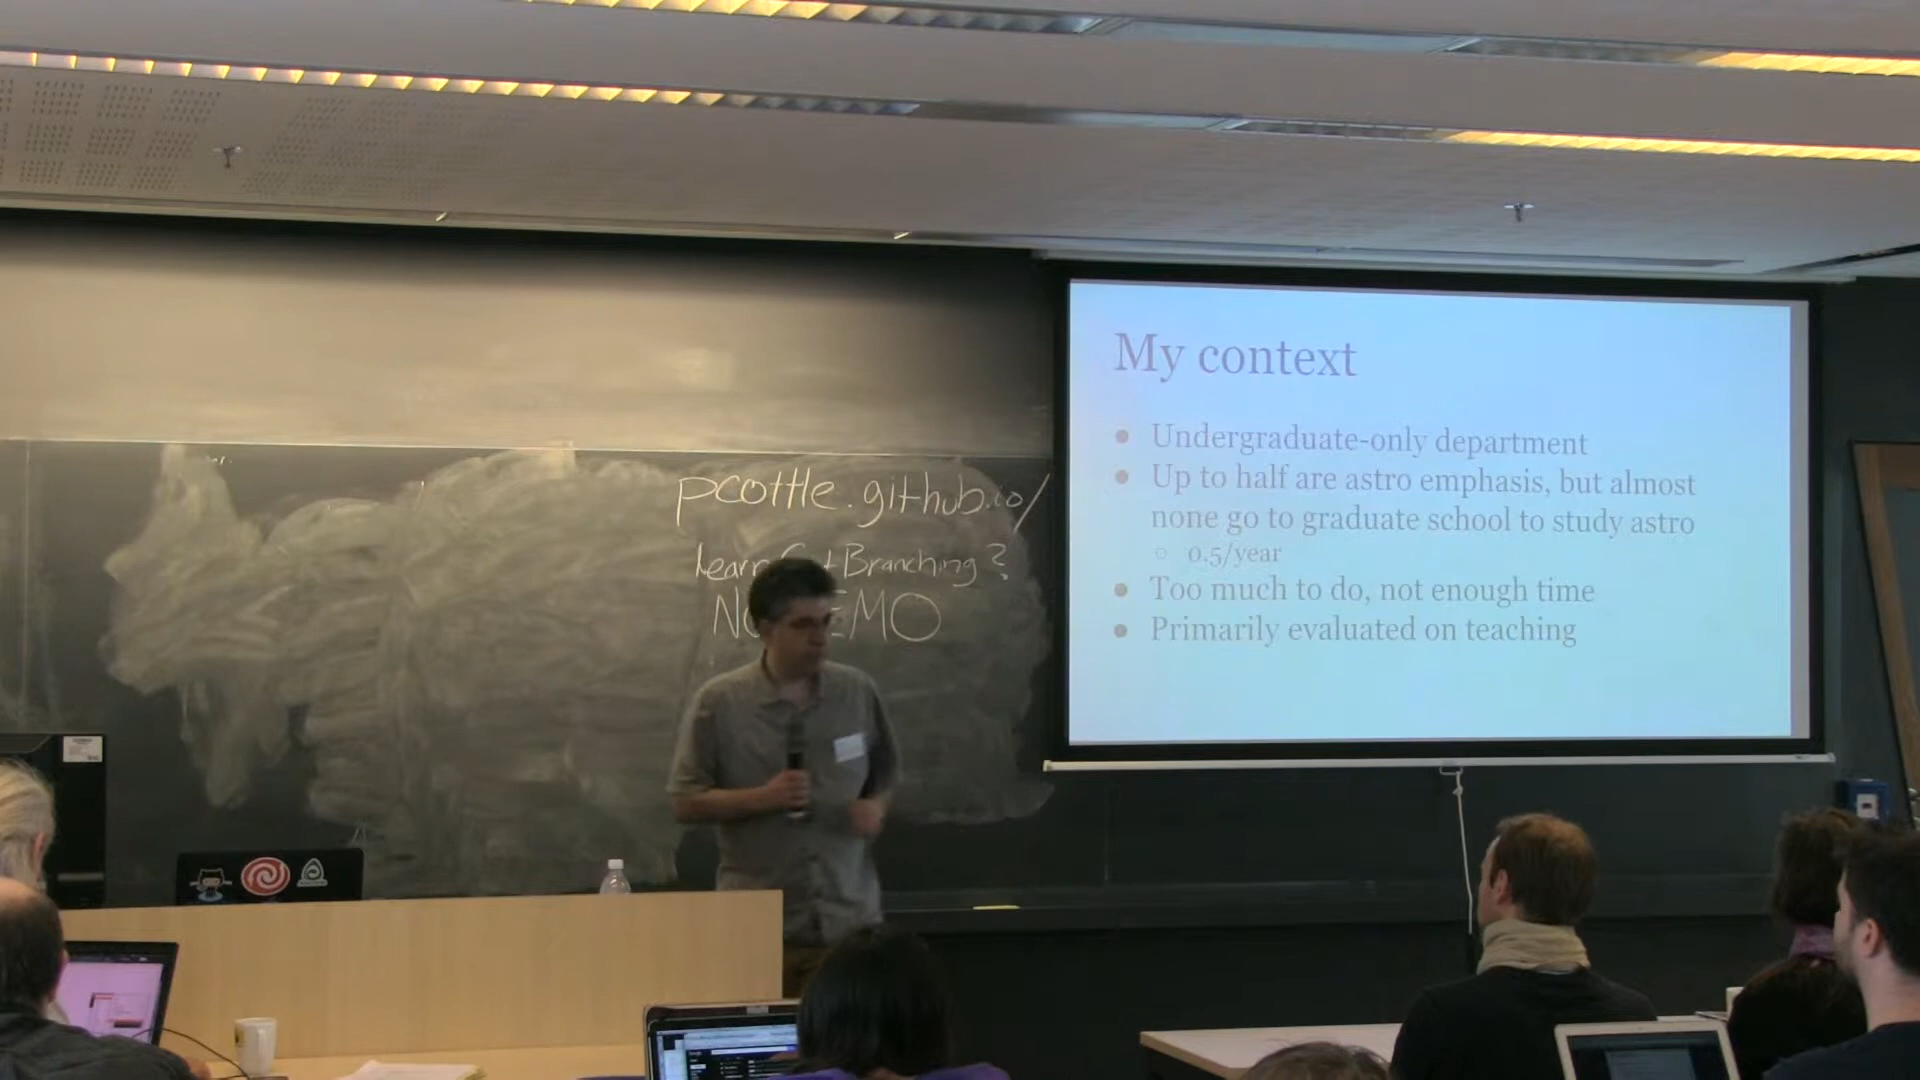 pcottle.github.io/
Branching?
My context
● Undergraduate-only department
● Up to half are astro emphasis, but almost
none go to graduate school to study astro
○ 0.5/year
● Too much to do, not enough time
● Primarily evaluated on teaching